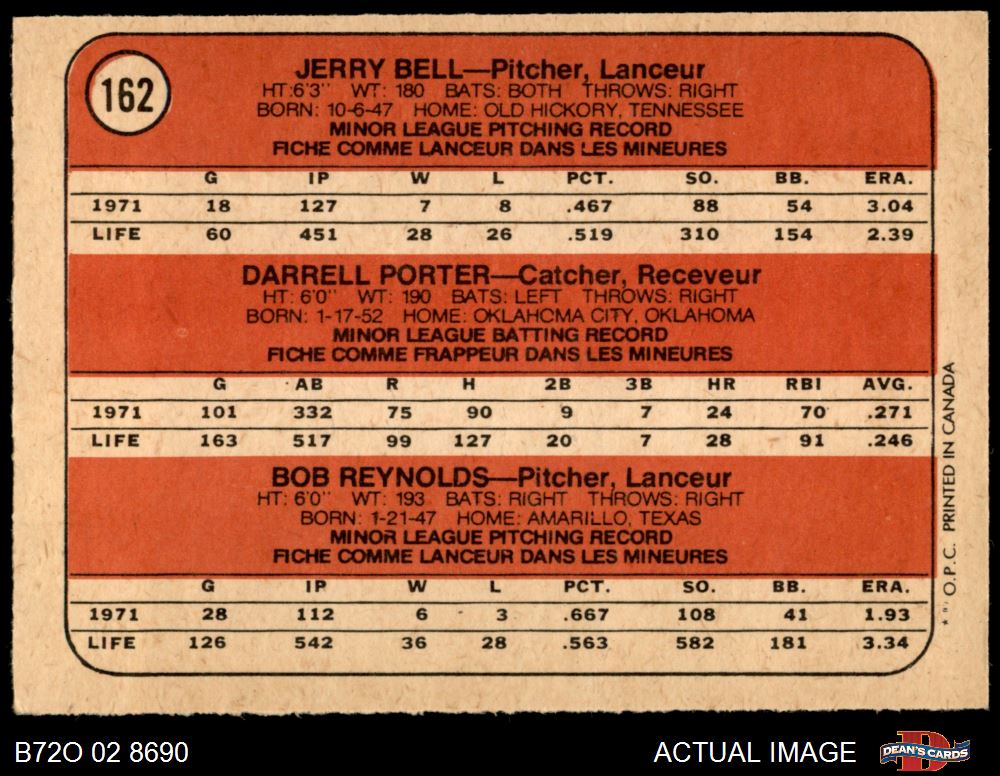 162
JERRY BELL—Pitcher, Lanceur
HT:6'3" WT: 180 BATS: BOTH THROWS: RIGHT
BORN: 10-6-47 HOME: OLD HICKORY, TENNESSEE
MINOR LEAGUE PITCHING RECORD
FICHE COMME LANCEUR DANS LES MINEURES
G IP W L PCT. SO. BB. ERA.
1971 18 127 7 8 .467 88 54 3.04
LIFE 60 451 28 26 .519 310 154 2.39
DARRELL PORTER—Catcher, Receveur
HT: 6'0" WT: 190 BATS: LEFT THROWS: RIGHT
BORN: 1-17-52 HOME: OKLAHOMA CITY, OKLAHOMA
MINOR LEAGUE BATTING RECORD
FICHE COMME FRAPPEUR DANS LES MINEURES
G AB R H 2B 3B HR RBI AVG.
1971 101 332 75 90 9 7 24 70 .271
LIFE 163 517 99 127 20 7 28 91 .246
BOB REYNOLDS—Pitcher, Lanceur
HT: 6'0" WT: 193 BATS: RIGHT THROWS: RIGHT
BORN: 1-21-47 HOME: AMARILLO, TEXAS
MINOR LEAGUE PITCHING RECORD
FICHE COMME LANCEUR DANS LES MINEURES
G IP W L PCT. SO. BB. ERA.
1971 28 112 6 3 .667 108 41 1.93
LIFE 126 542 36 28 .563 582 181 3.34
O.P.C. PRINTED IN CANADA
B72O 02 8690
ACTUAL IMAGE
DEAN'S CARDS